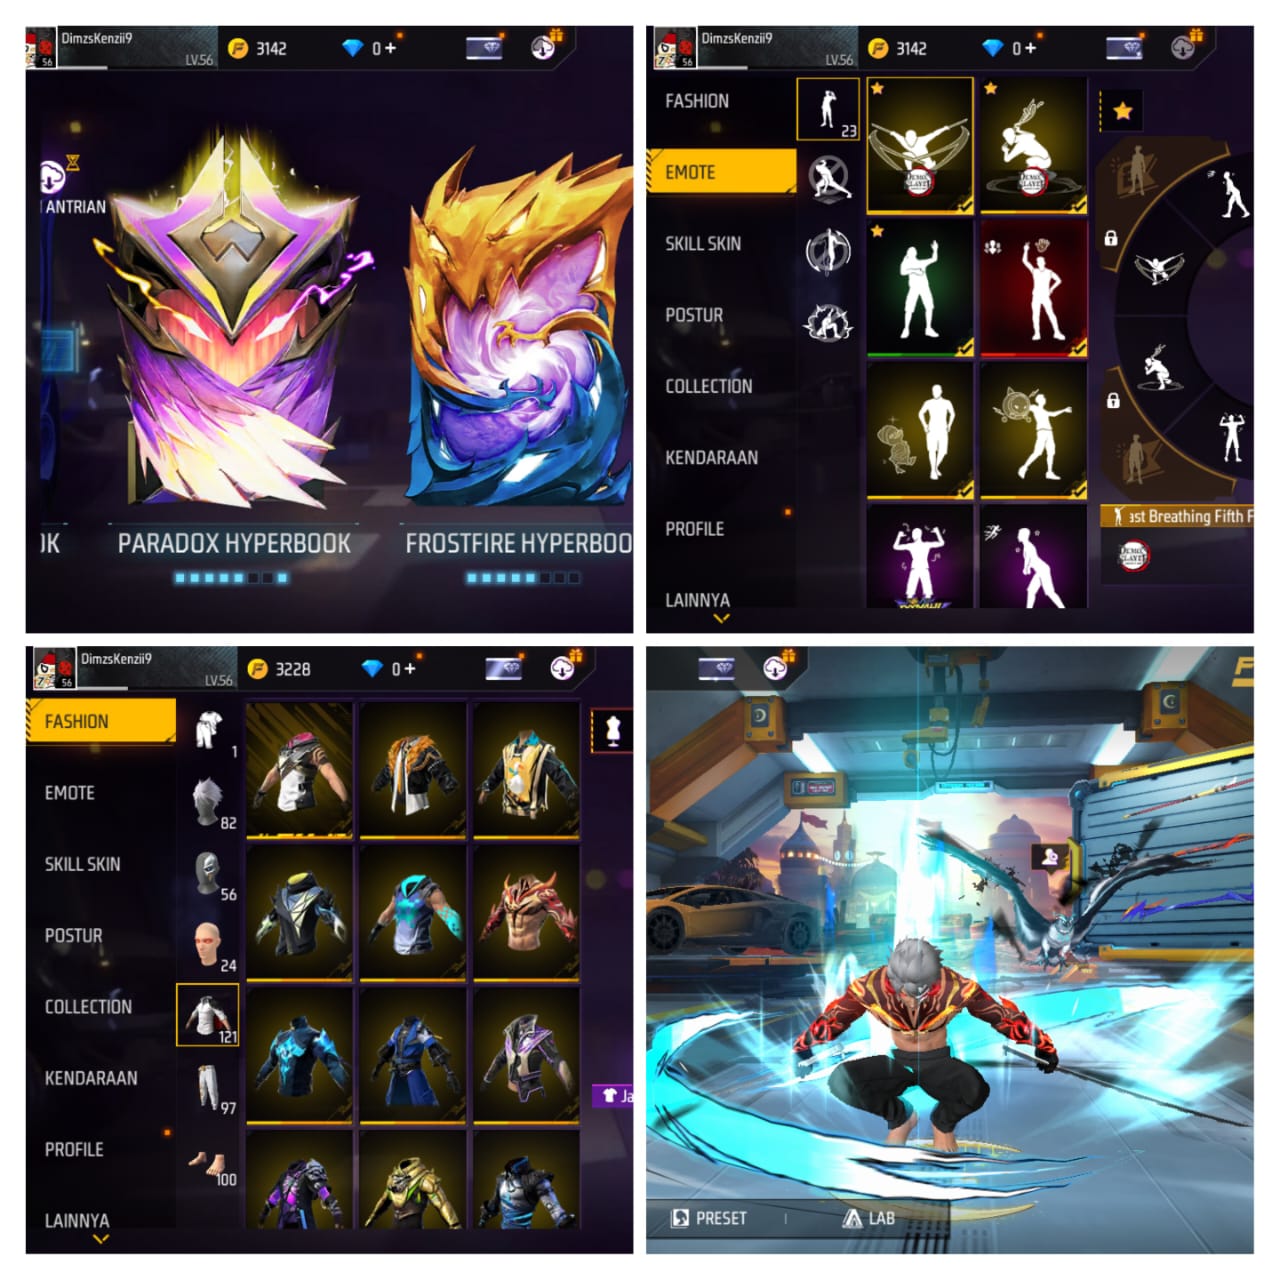 DimzsKenzii9
56
LV.56
3142
0+
ANTRIAN
PARADOX HYPERBOOK
FROSTFIRE HYPERBOO
DimzsKenzii9
56
LV.56
3142
0+
FASHION
23
EMOTE
SKILL SKIN
POSTUR
COLLECTION
KENDARAAN
PROFILE
LAINNYA
ast Breathing Fifth F
DimzsKenzii9
56
LV.56
3228
0+
FASHION
1
EMOTE
82
SKILL SKIN
56
POSTUR
24
COLLECTION
121
KENDARAAN
97
Ja
PROFILE
100
LAINNYA
PRESET
LAB